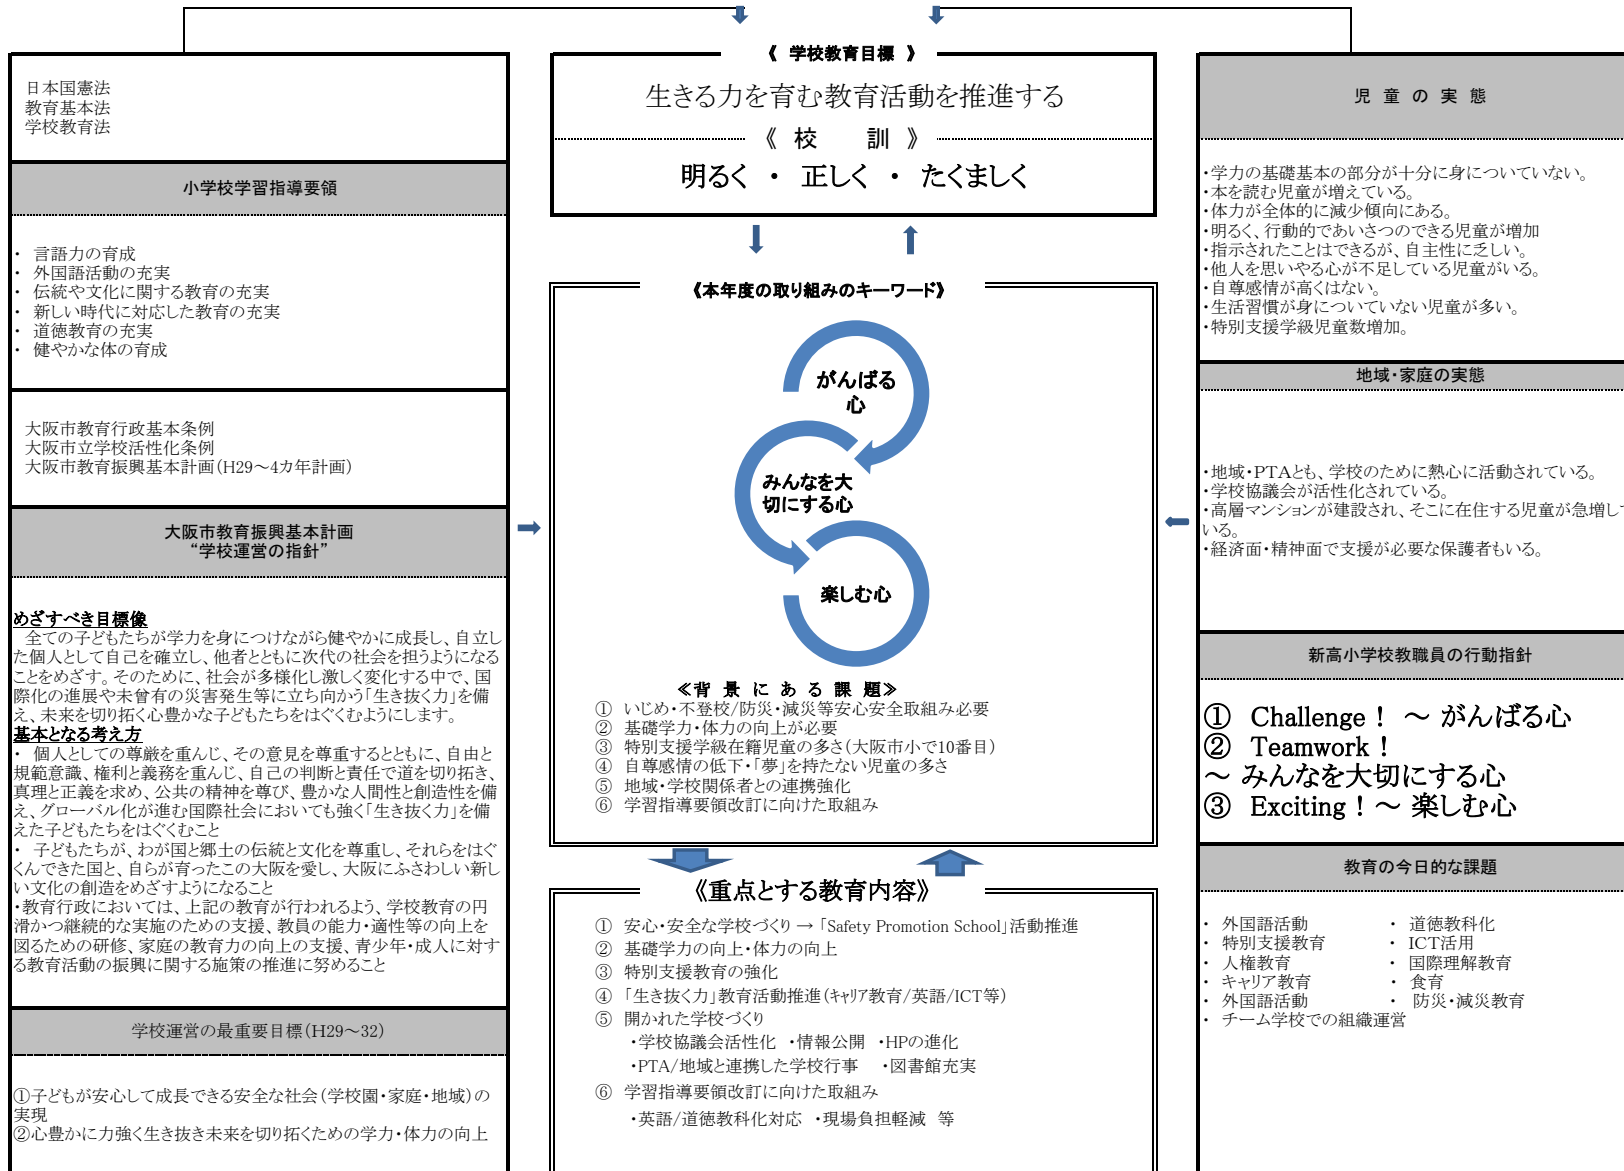 日本国憲法
教育基本法
学校教育法
小学校学習指導要領
・ 言語力の育成
・ 外国語活動の充実
・ 伝統や文化に関する教育の充実
・ 新しい時代に対応した教育の充実
・ 道徳教育の充実
・ 健やかな体の育成
大阪市教育行政基本条例
大阪市立学校活性化条例
大阪市教育振興基本計画(H29～4カ年計画)
大阪市教育振興基本計画
“学校運営の指針”
めざすべき目標像
全ての子どもたちが学力を身につけながら健やかに成長し、自立し
た個人として自己を確立し、他者とともに次代の社会を担うようになる
ことをめざす。そのために、社会が多様化し激しく変化する中で、国
際化の進展や未曾有の災害発生等に立ち向かう「生き抜く力」を備
え、未来を切り拓く心豊かな子どもたちをはぐくむようにします。
基本となる考え方
・ 個人としての尊厳を重んじ、その意見を尊重するとともに、自由と
規範意識、権利と義務を重んじ、自己の判断と責任で道を切り拓き、
真理と正義を求め、公共の精神を尊び、豊かな人間性と創造性を備
え、グローバル化が進む国際社会においても強く「生き抜く力」を備
えた子どもたちをはぐくむこと
・ 子どもたちが、わが国と郷土の伝統と文化を尊重し、それらをはぐ
くんできた国と、自らが育ったこの大阪を愛し、大阪にふさわしい新し
い文化の創造をめざすようになること
・教育行政においては、上記の教育が行われるよう、学校教育の円
滑かつ継続的な実施のための支援、教員の能力・適性等の向上を
図るための研修、家庭の教育力の向上の支援、青少年・成人に対す
る教育活動の振興に関する施策の推進に努めること
学校運営の最重要目標(H29～32)
①子どもが安心して成長できる安全な社会(学校園・家庭・地域)の
実現
②心豊かに力強く生き抜き未来を切り拓くための学力・体力の向上
《 学校教育目標 》
生きる力を育む教育活動を推進する
《 校 訓 》
明るく ・ 正しく ・ たくましく
《本年度の取り組みのキーワード》
がんばる
心
みんなを大
切にする心
楽しむ心
≪背 景 に あ る 課 題≫
① いじめ・不登校/防災・減災等安心安全取組み必要
② 基礎学力・体力の向上が必要
③ 特別支援学級在籍児童の多さ(大阪市小で10番目)
④ 自尊感情の低下・「夢」を持たない児童の多さ
⑤ 地域・学校関係者との連携強化
⑥ 学習指導要領改訂に向けた取組み
《重点とする教育内容》
① 安心・安全な学校づくり → 「Safety Promotion School」活動推進
② 基礎学力の向上・体力の向上
③ 特別支援教育の強化
④ 「生き抜く力」教育活動推進(キャリア教育/英語/ICT等)
⑤ 開かれた学校づくり
・学校協議会活性化 ・情報公開 ・HPの進化
・PTA/地域と連携した学校行事 ・図書館充実
⑥ 学習指導要領改訂に向けた取組み
・英語/道徳教科化対応 ・現場負担軽減 等
児 童 の 実 態
・学力の基礎基本の部分が十分に身についていない。
・本を読む児童が増えている。
・体力が全体的に減少傾向にある。
・明るく、行動的であいさつのできる児童が増加
・指示されたことはできるが、自主性に乏しい。
・他人を思いやる心が不足している児童がいる。
・自尊感情が高くはない。
・生活習慣が身についていない児童が多い。
・特別支援学級児童数増加。
地域・家庭の実態
・地域・PTAとも、学校のために熱心に活動されている。
・学校協議会が活性化されている。
・高層マンションが建設され、そこに在住する児童が急増して
いる。
・経済面・精神面で支援が必要な保護者もいる。
新高小学校教職員の行動指針
① Challenge！ ～ がんばる心
② Teamwork！
～ みんなを大切にする心
③ Exciting！～ 楽しむ心
教育の今日的な課題
・ 外国語活動 ・ 道徳教科化
・ 特別支援教育 ・ ICT活用
・ 人権教育 ・ 国際理解教育
・ キャリア教育 ・ 食育
・ 外国語活動 ・ 防災・減災教育
・ チーム学校での組織運営